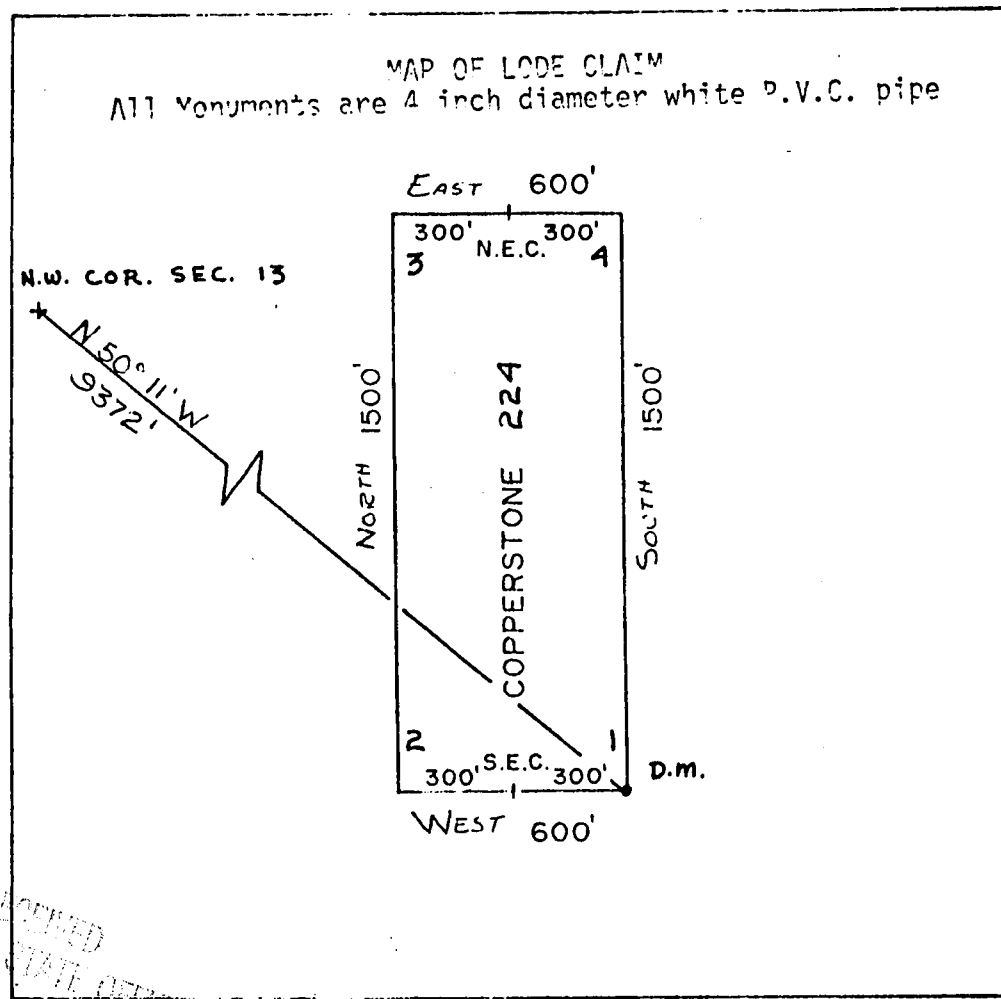 MAP OF LODE CLAIM
All Monuments are 4 inch diameter white P.V.C. pipe
EAST 600'
300' 300'
N.E.C.
3 4
N.W. COR. SEC. 13
N 50° 11' W
9372'
NORTH 1500'
COPPERSTONE 224
SOUTH 1500'
2 1
S.E.C.
300' 300'
D.M.
WEST 600'
STATE